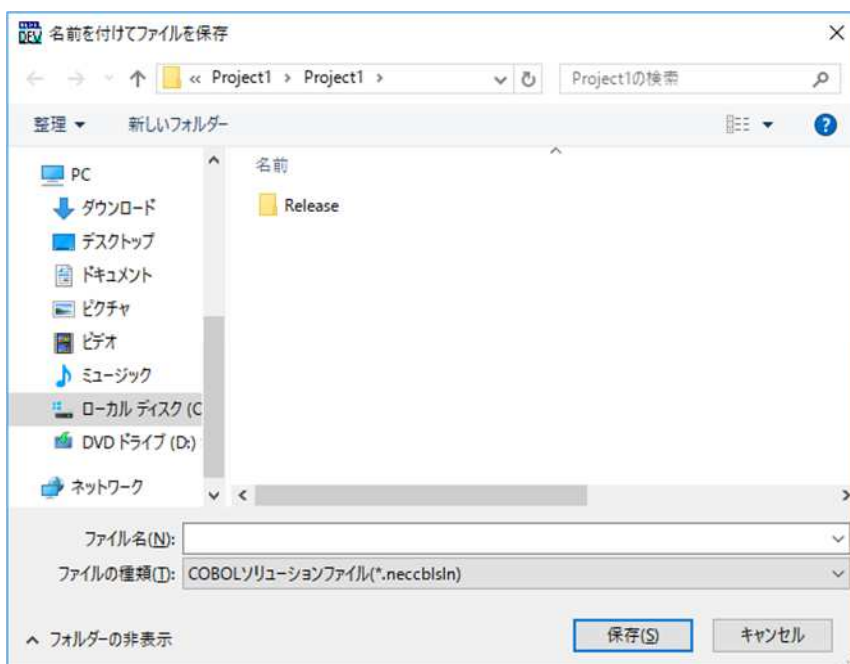 DEV 名前を付けてファイルを保存
« Project1 › Project1 ›
Project1の検索
整理
新しいフォルダー
PC
ダウンロード
デスクトップ
ドキュメント
ピクチャ
ビデオ
ミュージック
ローカル ディスク (C
DVD ドライブ (D:)
ネットワーク
名前
Release
ファイル名(N):
ファイルの種類(T): COBOLソリューションファイル(*.neccblsln)
フォルダーの非表示
保存(S)
キャンセル